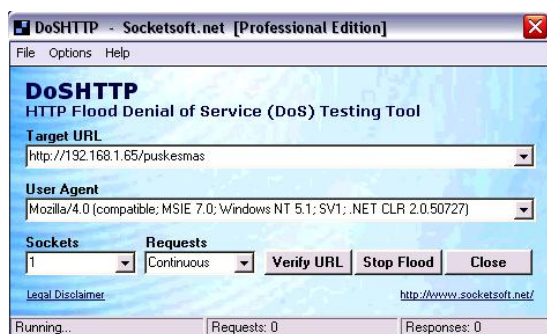 DoSHTTP - Socketsoft.net [Professional Edition]
File Options Help
DoSHTTP
HTTP Flood Denial of Service (DoS) Testing Tool
Target URL
http://192.168.1.65/puskesmas
User Agent
Mozilla/4.0 (compatible; MSIE 7.0; Windows NT 5.1; SV1; .NET CLR 2.0.50727)
Sockets Requests
1 Continuous Verify URL Stop Flood Close
Legal Disclaimer http://www.socketsoft.net/
Running... Requests: 0 Responses: 0